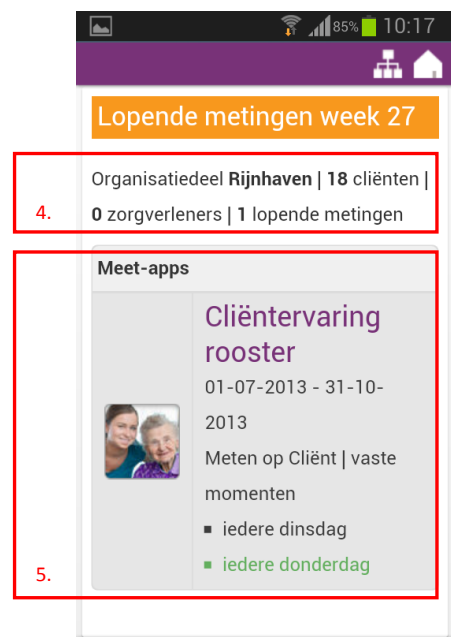 85% 10:17
Lopende metingen week 27
4.
Organisatiedeel Rijnhaven | 18 cliënten |
0 zorgverleners | 1 lopende metingen
5.
Meet-apps
Cliëntervaring
rooster
01-07-2013 - 31-10-
2013
Meten op Cliënt | vaste
momenten
▪ iedere dinsdag
▪ iedere donderdag